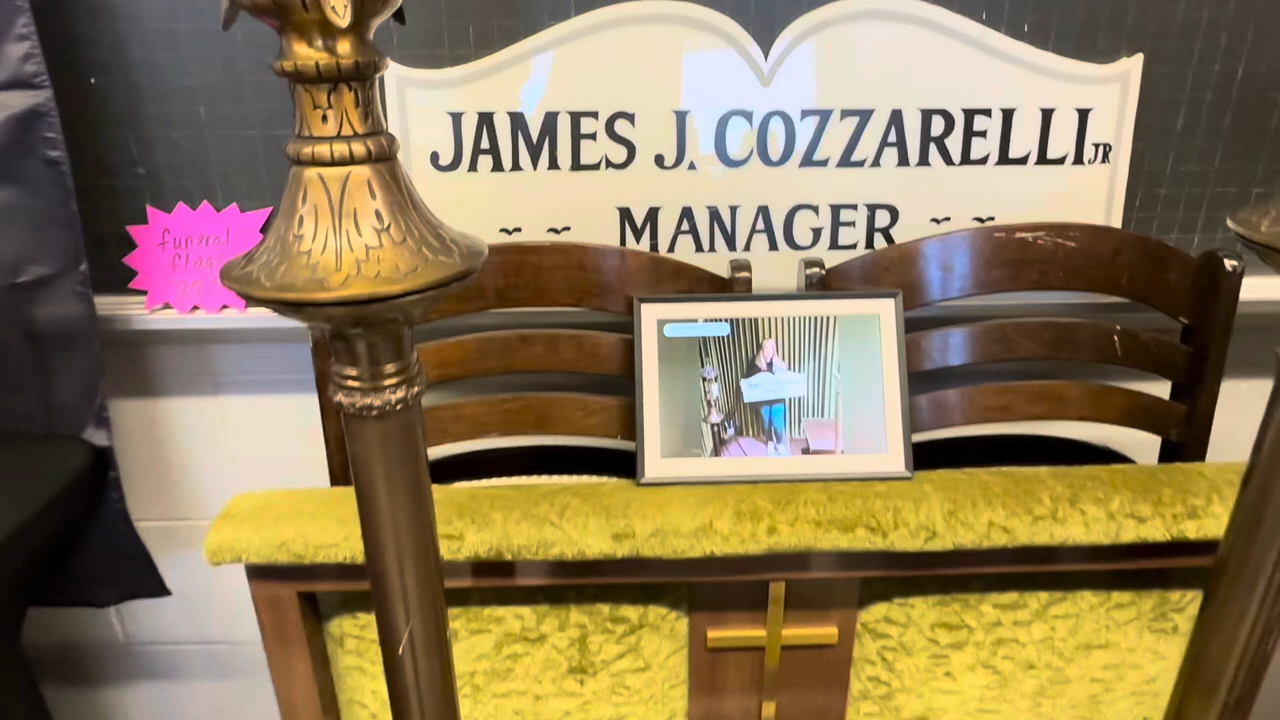 JAMES J. COZZARELLI JR
~ ~ MANAGER ~ ~
funeral
flag